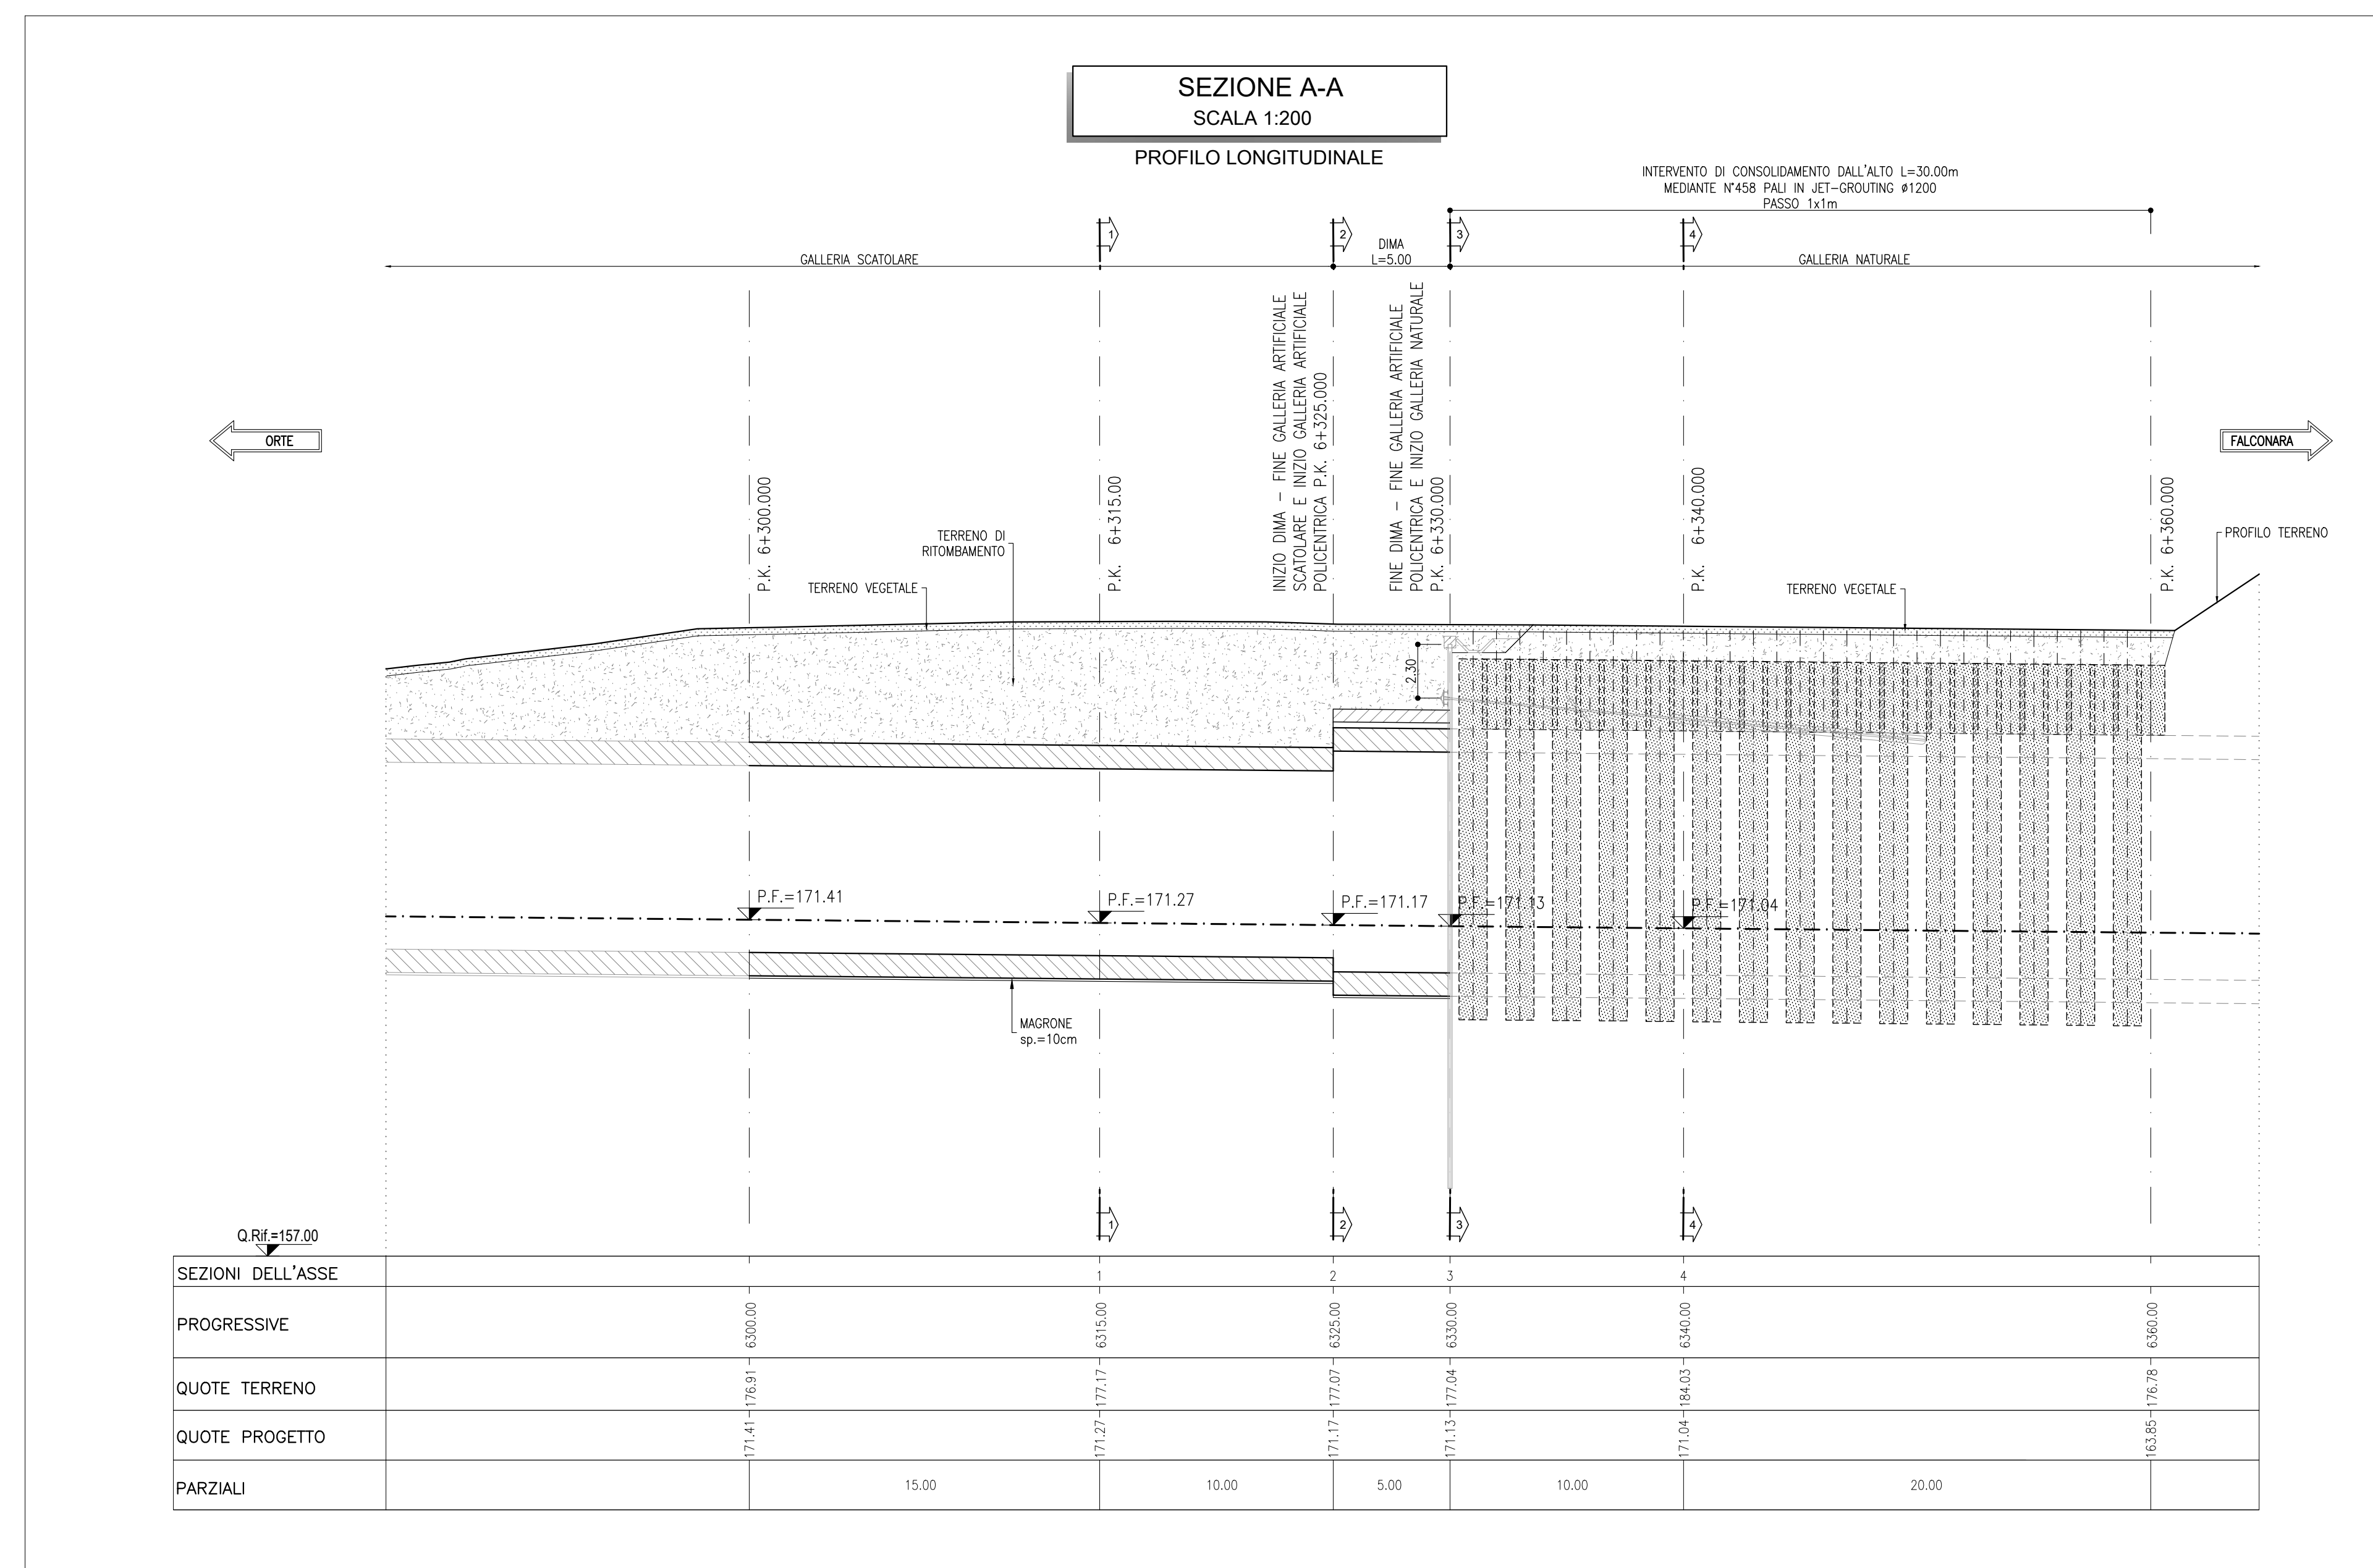 SEZIONE A-A
SCALA 1:200
PROFILO LONGITUDINALE
INTERVENTO DI CONSOLIDAMENTO DALL'ALTO L=30.00m
MEDIANTE N°458 PALI IN JET-GROUTING ø1200
PASSO 1x1m
1
2
3
4
GALLERIA SCATOLARE
DIMA
L=5.00
GALLERIA NATURALE
ORTE
FALCONARA
P.K. 6+300.000
P.K. 6+315.00
INIZIO DIMA - FINE GALLERIA ARTIFICIALE
SCATOLARE E INIZIO GALLERIA ARTIFICIALE
POLICENTRICA P.K. 6+325.000
FINE DIMA - FINE GALLERIA ARTIFICIALE
POLICENTRICA E INIZIO GALLERIA NATURALE
P.K. 6+330.000
P.K. 6+340.000
P.K. 6+360.000
TERRENO DI
RITOMBAMENTO
PROFILO TERRENO
TERRENO VEGETALE
TERRENO VEGETALE
2.30
P.F.=171.41
P.F.=171.27
P.F.=171.17
P.F.=171.13
P.F.=171.04
MAGRONE
sp.=10cm
1
2
3
4
Q.Rif.=157.00
SEZIONI DELL'ASSE
1
2
3
4
PROGRESSIVE
6300.00
6315.00
6325.00
6330.00
6340.00
6360.00
QUOTE TERRENO
176.91
177.17
177.07
177.04
184.03
176.78
QUOTE PROGETTO
171.41
171.27
171.17
171.13
171.04
163.85
PARZIALI
15.00
10.00
5.00
10.00
20.00